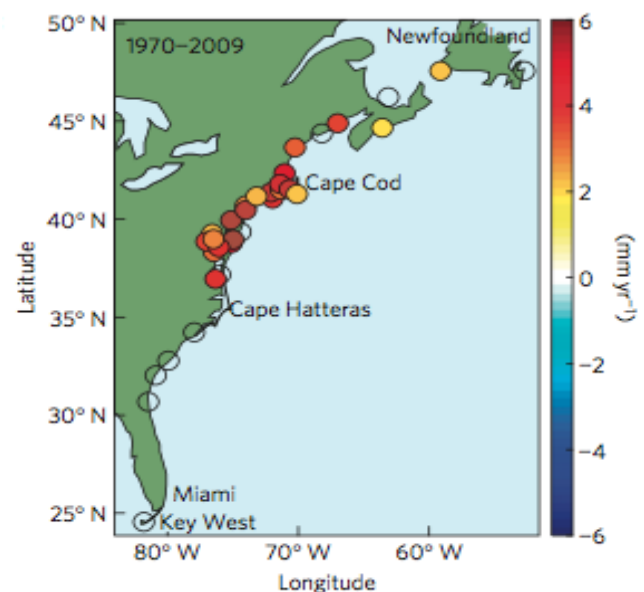 1970–2009
Newfoundland
Cape Cod
Cape Hatteras
Miami
Key West
50° N
45° N
40° N
35° N
30° N
25° N
Latitude
80° W
70° W
60° W
Longitude
6
4
2
0
−2
−4
−6
(mm yr⁻¹)